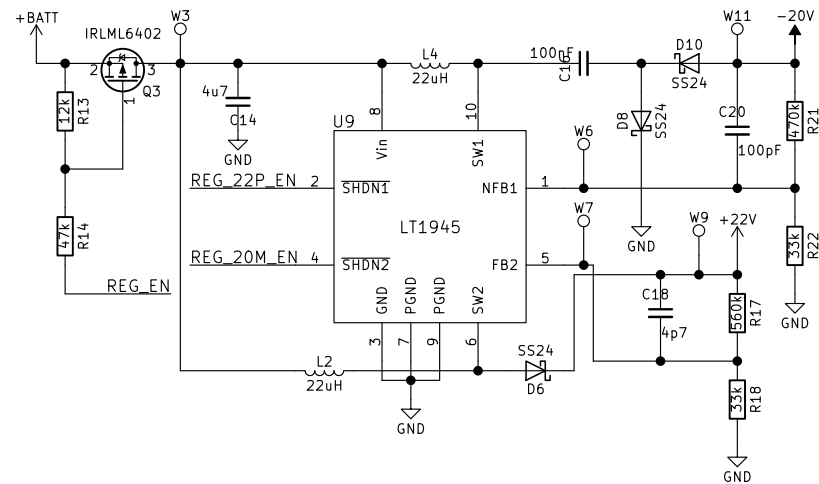 +BATT
IRLML6402
W3
2
3
1
Q3
12k
R13
47k
R14
REG_EN
4u7
C14
GND
L4
22uH
100nF
C16
D10
SS24
W11
-20V
D8
SS24
C20
100pF
470k
R21
33k
R22
GND
GND
U9
8
Vin
10
SW1
REG_22P_EN
2
SHDN1
NFB1
1
W6
LT1945
REG_20M_EN
4
SHDN2
FB2
5
W7
GND
PGND
PGND
SW2
3
7
9
6
GND
L2
22uH
SS24
D6
W9
+22V
C18
4p7
560k
R17
33k
R18
GND